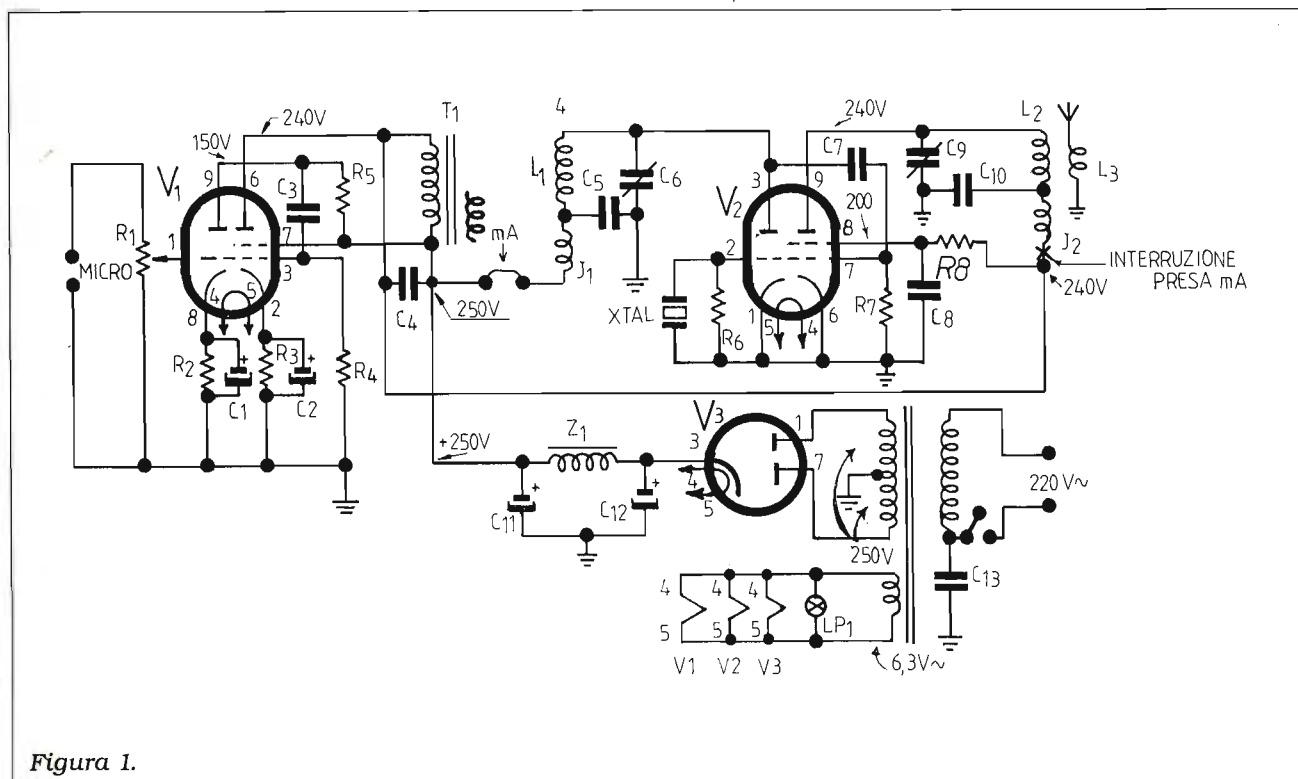 T1
240V
150V
V1
9
6
C3
R5
R1
1
7
3
MICRO
4
5
8
2
R2
C1
R3
C2
R4
C4
250V
mA
4
L1
C5
C6
J1
240V
C7
C9
L2
L3
C10
3
9
V2
200
8
7
2
R8
J2
INTERRUZIONE
PRESA mA
240V
XTAL
R6
1
5
4
6
R7
C8
+250V
Z1
V3
3
1
4
7
5
C11
C12
250V
220V~
C13
4
4
4
5
5
5
LP1
V1
V2
V3
6,3V~
Figura 1.